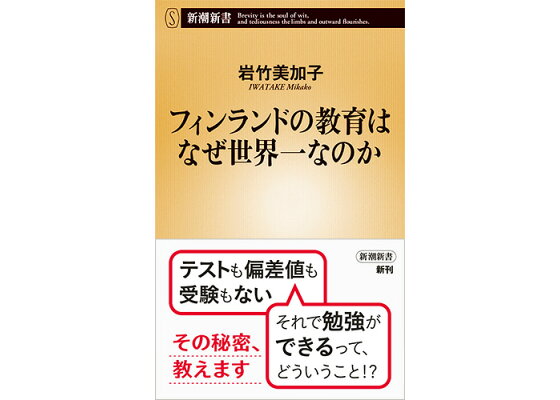 S 新潮新書
Brevity is the soul of wit,
and tediousness the limbs and outward flourishes.
岩竹美加子
IWATAKE Mikako
フィンランドの教育は
なぜ世界一なのか
新潮新書
新刊
テストも偏差値も
受験もない
それで勉強が
できるって、
どういうこと!?
その秘密、
教えます